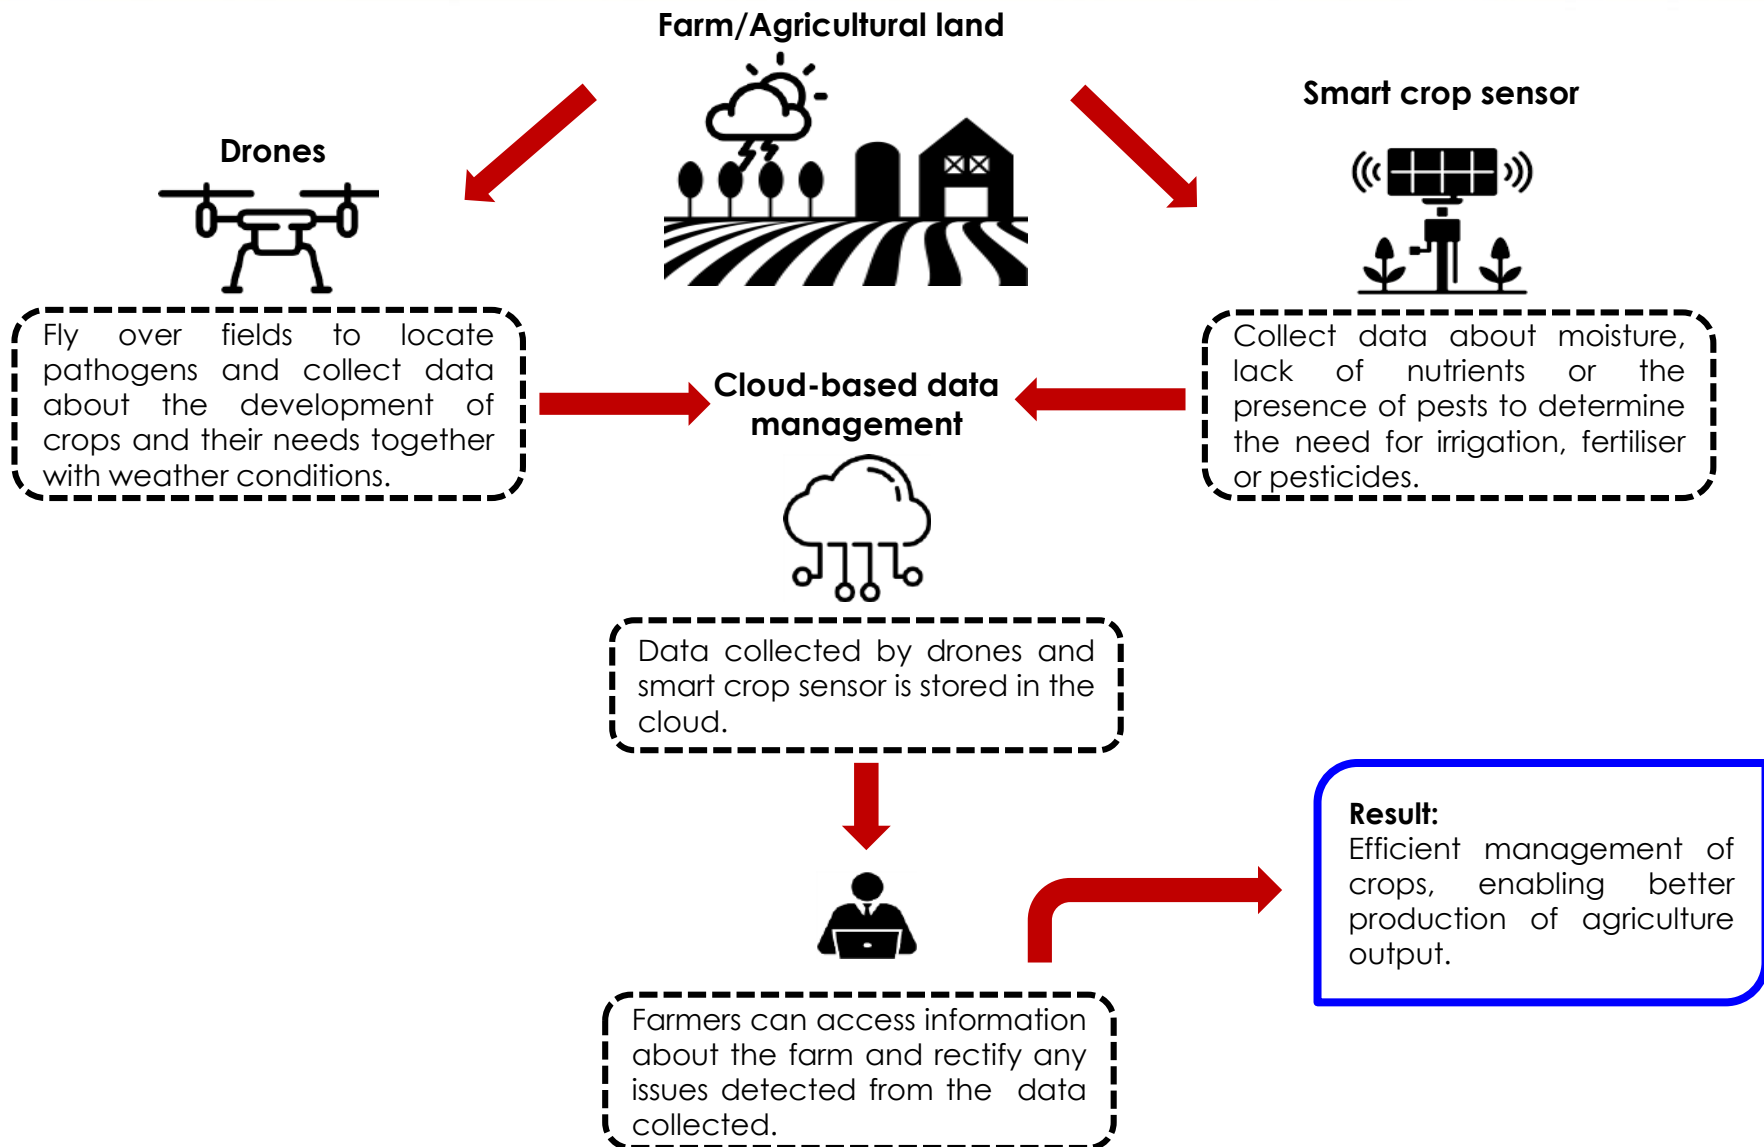 Farm/Agricultural land
Smart crop sensor
Drones
Fly over fields to locate
pathogens and collect data
about the development of
crops and their needs together
with weather conditions.
Cloud-based data
management
Collect data about moisture,
lack of nutrients or the
presence of pests to determine
the need for irrigation, fertiliser
or pesticides.
Data collected by drones and
smart crop sensor is stored in the
cloud.
Result:
Efficient management of
crops, enabling better
production of agriculture
output.
Farmers can access information
about the farm and rectify any
issues detected from the data
collected.